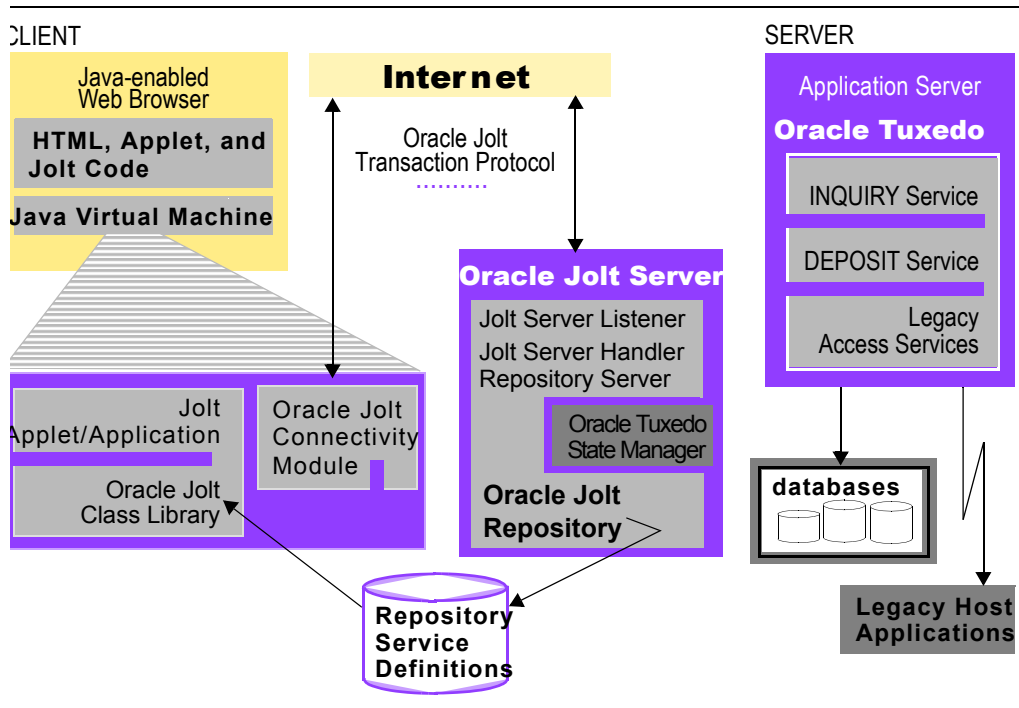 CLIENT
Java-enabled
Web Browser
HTML, Applet, and
Jolt Code
Java Virtual Machine
Internet
Oracle Jolt
Transaction Protocol
SERVER
Application Server
Oracle Tuxedo
INQUIRY Service
DEPOSIT Service
Legacy
Access Services
Oracle Jolt Server
Jolt Server Listener
Jolt Server Handler
Repository Server
Oracle Tuxedo
State Manager
Oracle Jolt
Repository
Jolt
Applet/Application
Oracle Jolt
Class Library
Oracle Jolt
Connectivity
Module
databases
Repository
Service
Definitions
Legacy Host
Applications